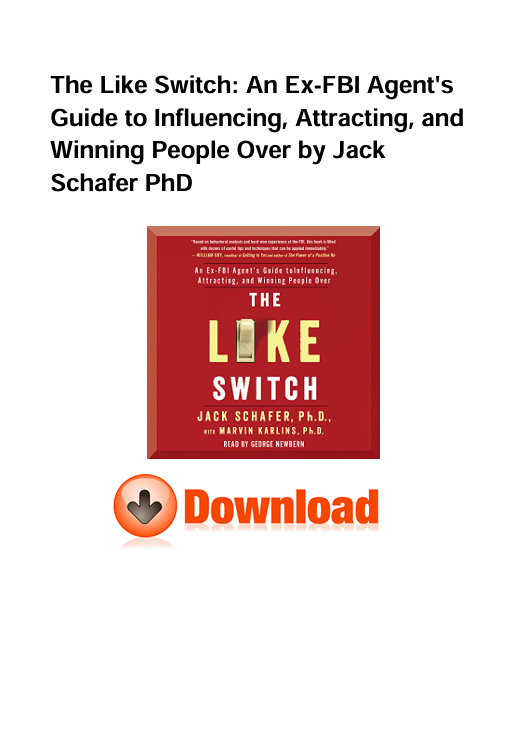 The Like Switch: An Ex-FBI Agent's
Guide to Influencing, Attracting, and
Winning People Over by Jack
Schafer PhD
"Based on behavioral analysis and hard-won experience at the FBI, this book is filled
with dozens of useful tips and techniques that can be applied immediately."
—WILLIAM URY, coauthor of Getting to Yes and author of The Power of a Positive No
An Ex-FBI Agent's Guide toInfluencing,
Attracting, and Winning People Over
THE
LIKE
SWITCH
JACK SCHAFER, Ph.D.,
WITH MARVIN KARLINS, Ph.D.
READ BY GEORGE NEWBERN
Download